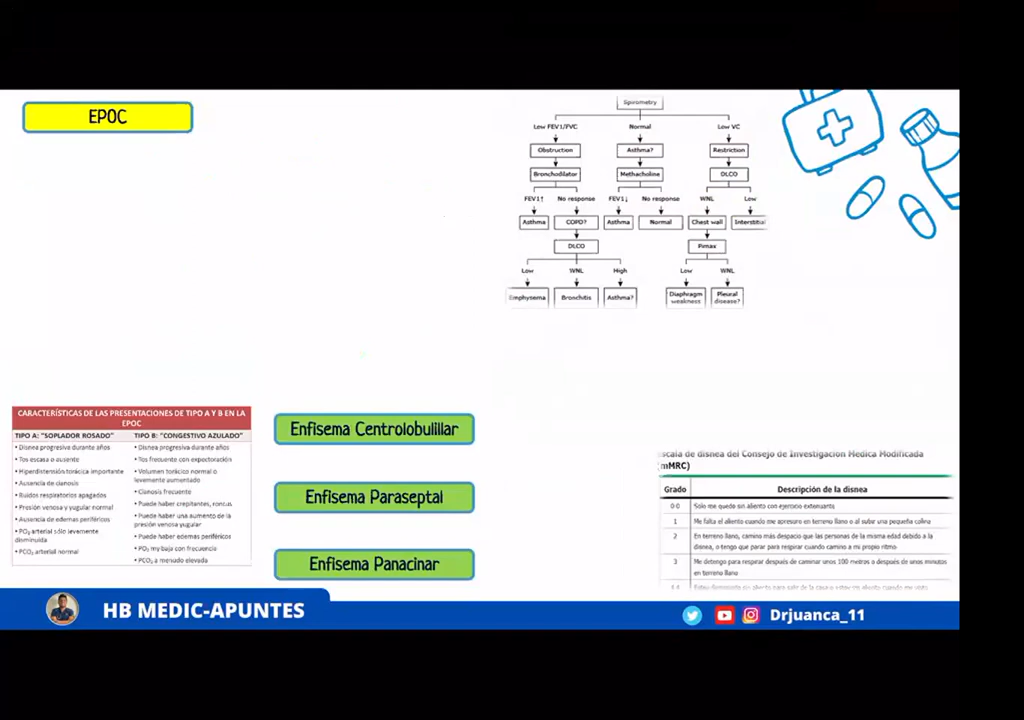 EPOC
Spirometry
Low FEV1/FVC Normal Low VC
Obstruction Asthma? Restriction
Bronchodilator Methacholine DLCO
FEV1↑ No response FEV1↓ No response WNL Low
Asthma COPD? Asthma Normal Chest wall Interstitial
DLCO Pimax
Low WNL High Low WNL
Emphysema Bronchitis Asthma? Diaphragm weakness Pleural disease?
CARACTERÍSTICAS DE LAS PRESENTACIONES DE TIPO A Y B EN LA
EPOC
TIPO A: "SOPLADOR ROSADO"
• Disnea progresiva durante años
• Tos escasa o ausente
• Hiperdistensión torácica importante
• Ausencia de cianosis
• Ruidos respiratorios apagados
• Presión venosa y yugular normal
• Ausencia de edemas periféricos
• PO₂ arterial sólo levemente
disminuida
• PCO₂ arterial normal
TIPO B: "CONGESTIVO AZULADO"
• Disnea progresiva durante años
• Tos frecuente con expectoración
• Volumen torácico normal o
levemente aumentado
• Cianosis frecuente
• Puede haber crepitantes, roncus
• Puede haber una aumento de la
presión venosa yugular
• Puede haber edemas periféricos
• PO₂ muy baja con frecuencia
• PCO₂ a menudo elevada
Enfisema Centrolobulillar
Enfisema Paraseptal
Enfisema Panacinar
scala de disnea del Consejo de Investigación Médica Modificada
mMRC)
Grado Descripción de la disnea
0:0 Solo me quedo sin aliento con ejercicio extenuante
1 Me falta el aliento cuando me apresuro en terreno llano o al subir una pequeña colina
2 En terreno llano, camino más despacio que las personas de la misma edad debido a la
disnea, o tengo que parar para respirar cuando camino a mi propio ritmo
3 Me detengo para respirar después de caminar unos 100 metros o después de unos minutos
en terreno llano
HB MEDIC-APUNTES
Drjuanca_11